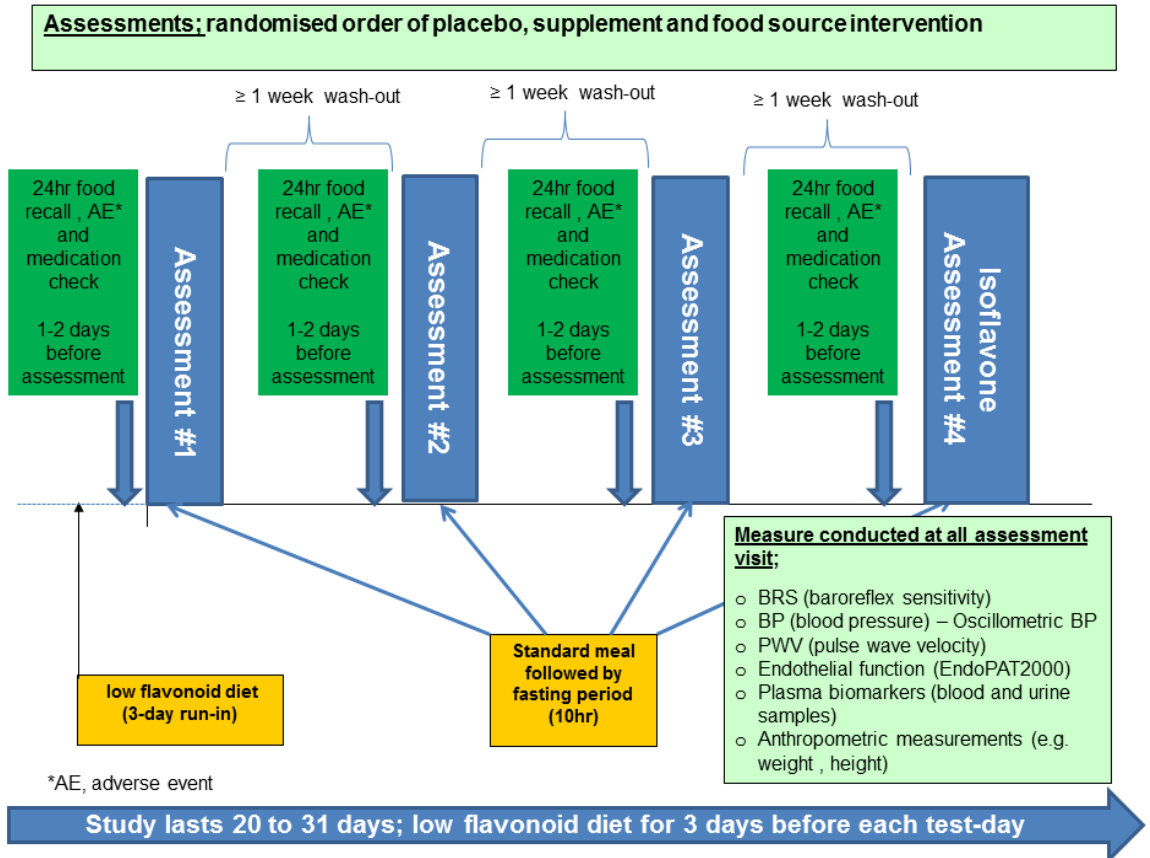 Assessments; randomised order of placebo, supplement and food source intervention
≥ 1 week wash-out
≥ 1 week wash-out
≥ 1 week wash-out
24hr food
recall , AE*
and
medication
check
1-2 days
before
assessment
Assessment #1
24hr food
recall , AE*
and
medication
check
1-2 days
before
assessment
Assessment #2
24hr food
recall , AE*
and
medication
check
1-2 days
before
assessment
Assessment #3
24hr food
recall , AE*
and
medication
check
1-2 days
before
assessment
Isoflavone
Assessment #4
low flavonoid diet
(3-day run-in)
Standard meal
followed by
fasting period
(10hr)
Measure conducted at all assessment
visit;
o BRS (baroreflex sensitivity)
o BP (blood pressure) – Oscillometric BP
o PWV (pulse wave velocity)
o Endothelial function (EndoPAT2000)
o Plasma biomarkers (blood and urine
samples)
o Anthropometric measurements (e.g.
weight , height)
*AE, adverse event
Study lasts 20 to 31 days; low flavonoid diet for 3 days before each test-day